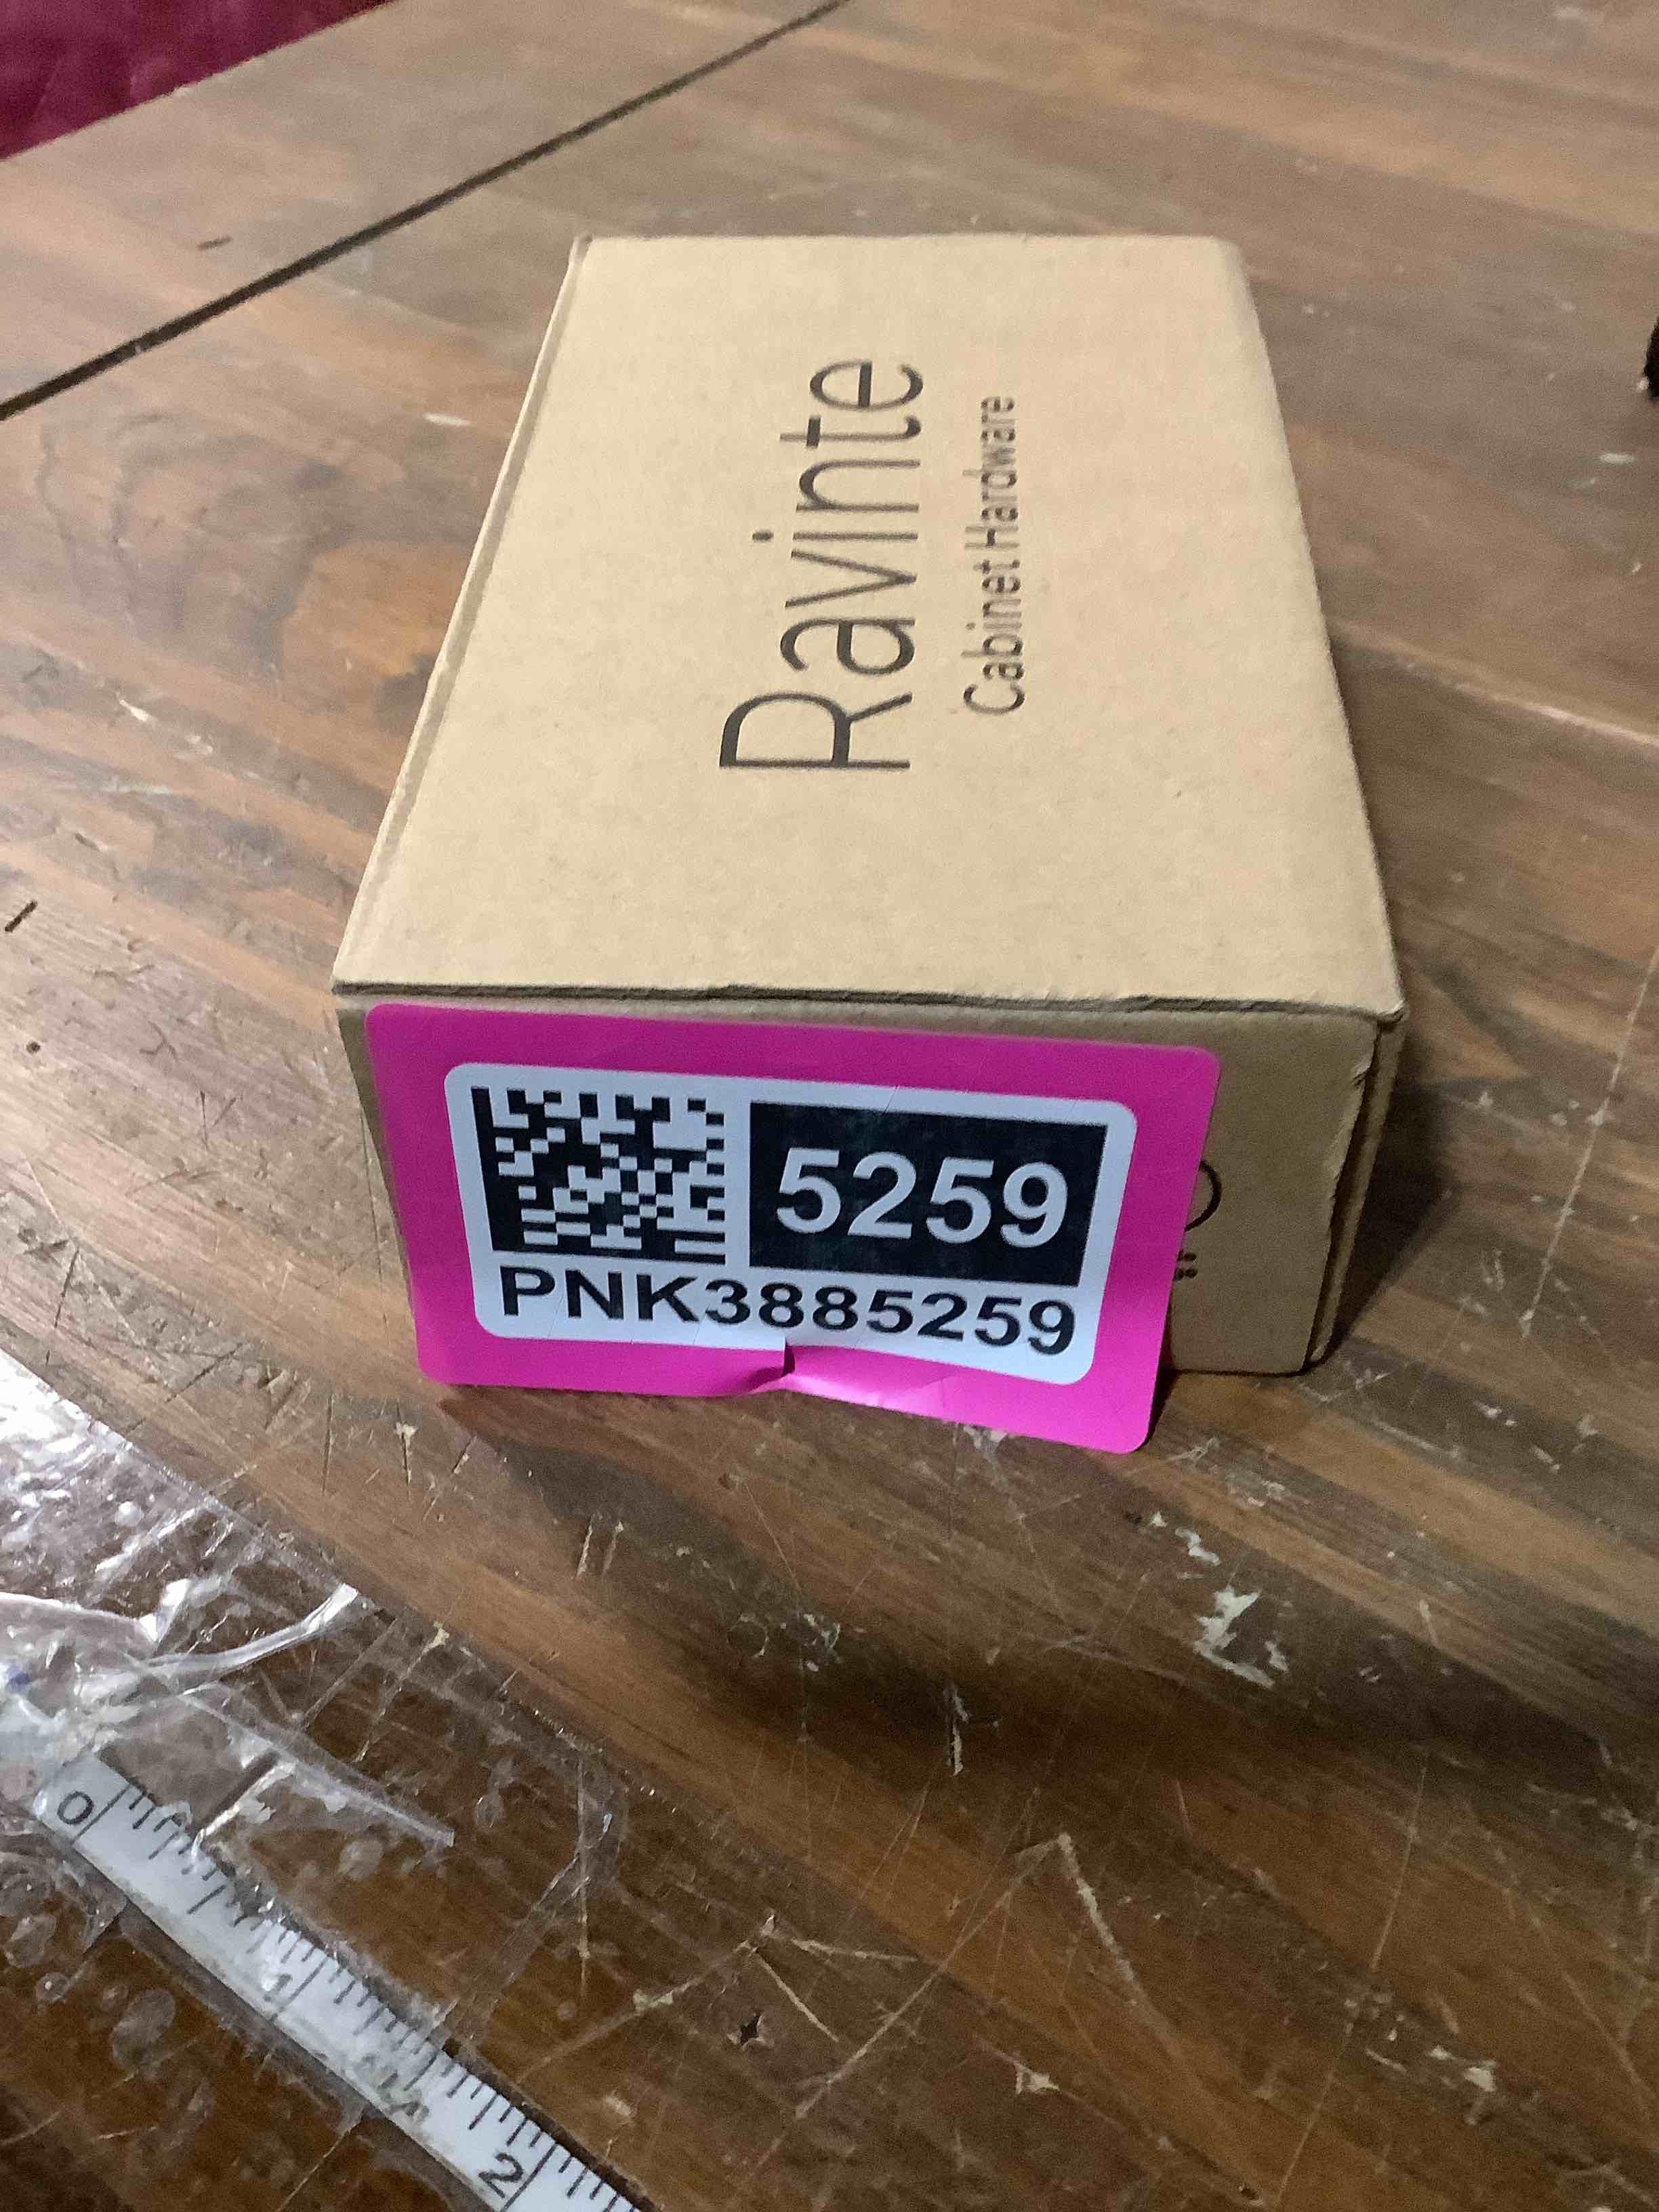 Ravinte
Cabinet Hardware
5259
PNK3885259
0
1
2